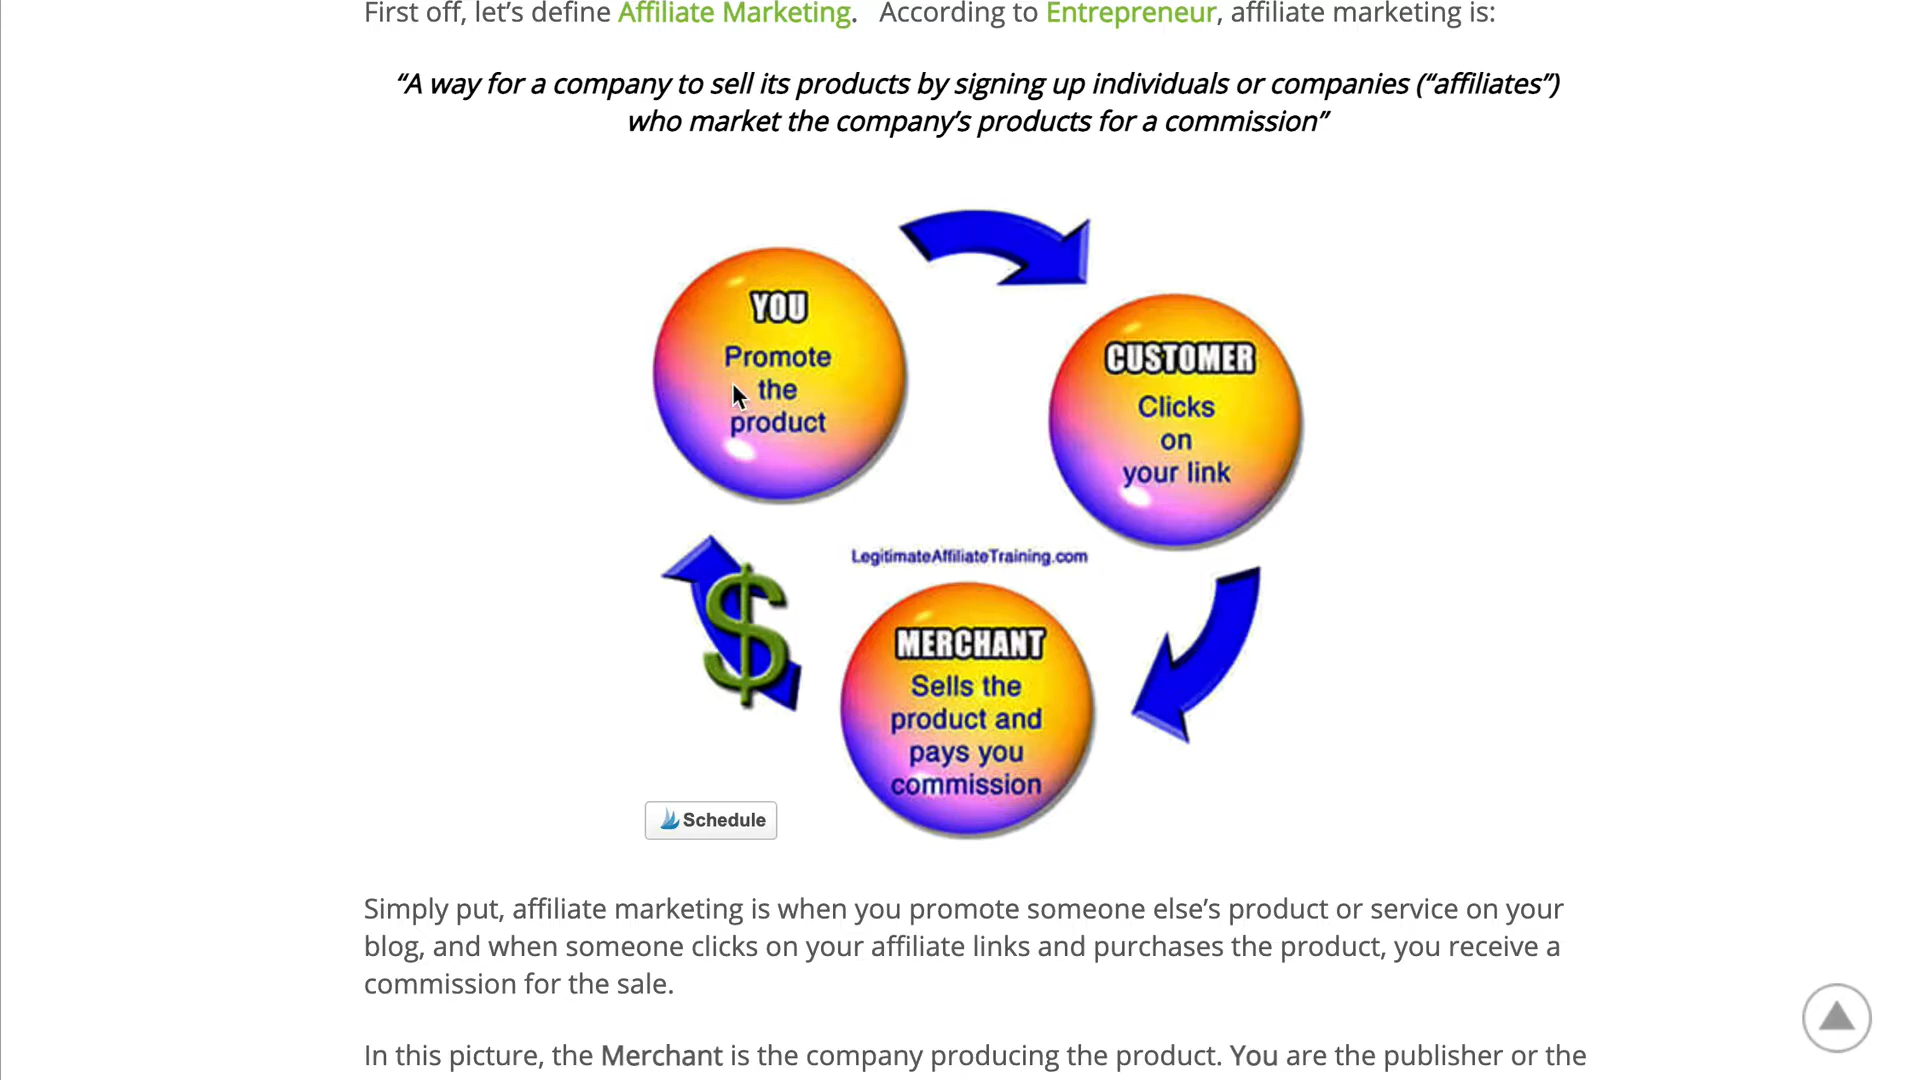 First off, let’s define Affiliate Marketing. According to Entrepreneur, affiliate marketing is:
“A way for a company to sell its products by signing up individuals or companies (“affiliates”)
who market the company’s products for a commission”
YOU
Promote
the
product
CUSTOMER
Clicks
on
your link
LegitimateAffiliateTraining.com
$
MERCHANT
Sells the
product and
pays you
commission
Schedule
Simply put, affiliate marketing is when you promote someone else’s product or service on your
blog, and when someone clicks on your affiliate links and purchases the product, you receive a
commission for the sale.
In this picture, the Merchant is the company producing the product. You are the publisher or the